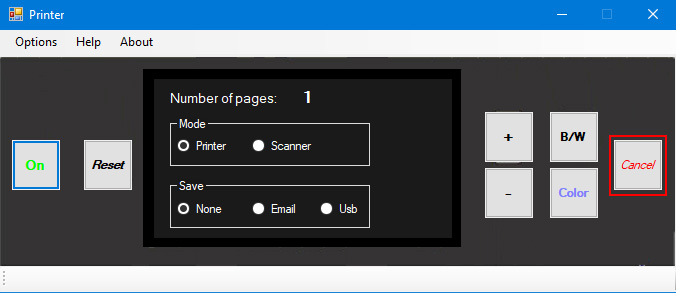 Printer
Options Help About
Number of pages: 1
Mode
Printer Scanner
Save
None Email Usb
On
Reset
+
B/W
-
Color
Cancel